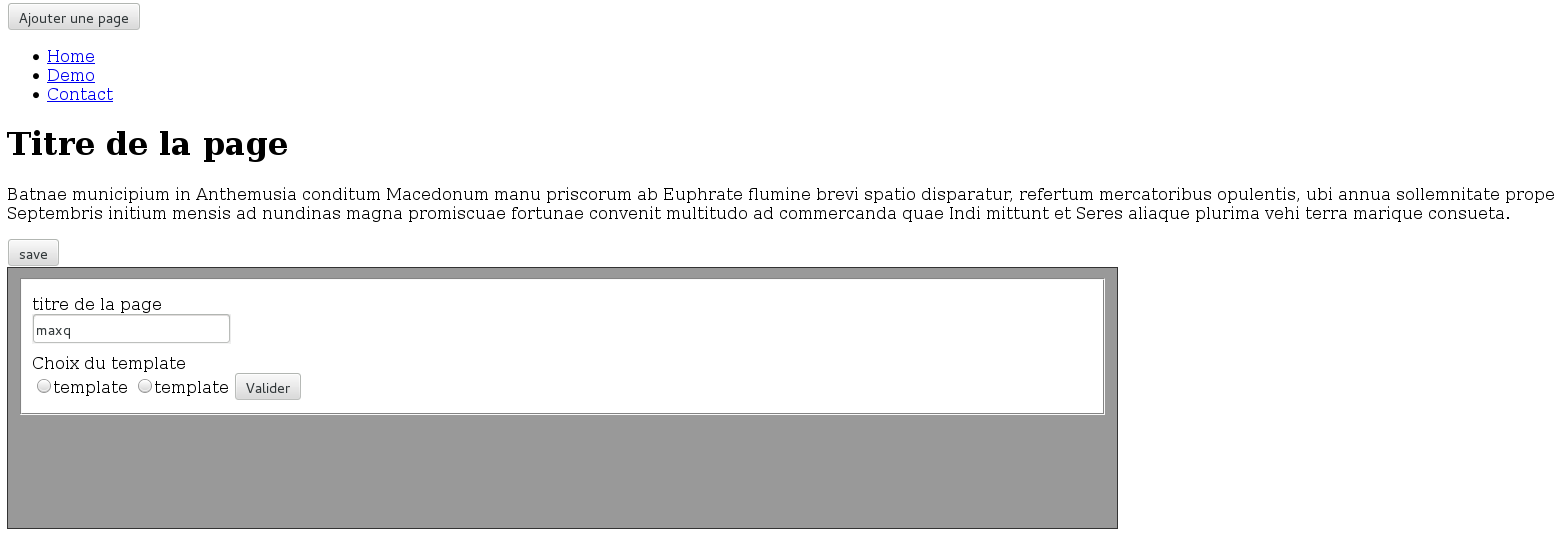 Ajouter une page
Home
Demo
Contact
Titre de la page
Batnae municipium in Anthemusia conditum Macedonum manu priscorum ab Euphrate flumine brevi spatio disparatur, refertum mercatoribus opulentis, ubi annua sollemnitate prope
Septembris initium mensis ad nundinas magna promiscuae fortunae convenit multitudo ad commercanda quae Indi mittunt et Seres aliaque plurima vehi terra marique consueta.
save
titre de la page
maxq
Choix du template
template template Valider